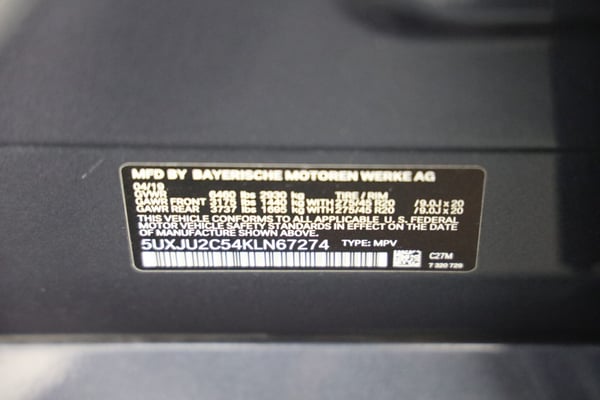 MFD BY BAYERISCHE MOTOREN WERKE AG
04/19
GVWR 6460 lbs 2930 kg TIRE / RIM
GAWR FRONT 3175 lbs 1440 kg WITH 275/45 R20 /9.0J x 20
GAWR REAR 3737 lbs 1695 kg WITH 275/45 R20 /9.0J x 20
THIS VEHICLE CONFORMS TO ALL APPLICABLE U. S. FEDERAL
MOTOR VEHICLE SAFETY STANDARDS IN EFFECT ON THE DATE
OF MANUFACTURE SHOWN ABOVE.
5UXJU2C54KLN67274 TYPE: MPV
C27M
7 320 729